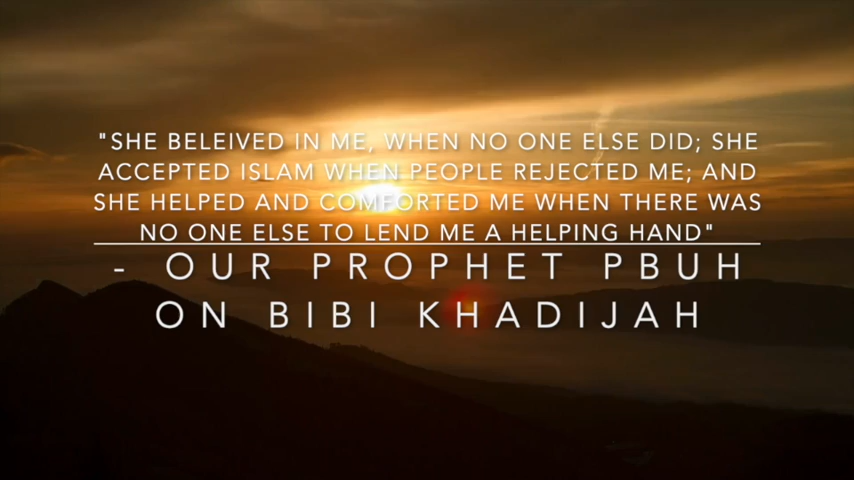 "SHE BELEIVED IN ME, WHEN NO ONE ELSE DID; SHE
ACCEPTED ISLAM WHEN PEOPLE REJECTED ME; AND
SHE HELPED AND COMFORTED ME WHEN THERE WAS
NO ONE ELSE TO LEND ME A HELPING HAND"
- OUR PROPHET PBUH
ON BIBI KHADIJAH